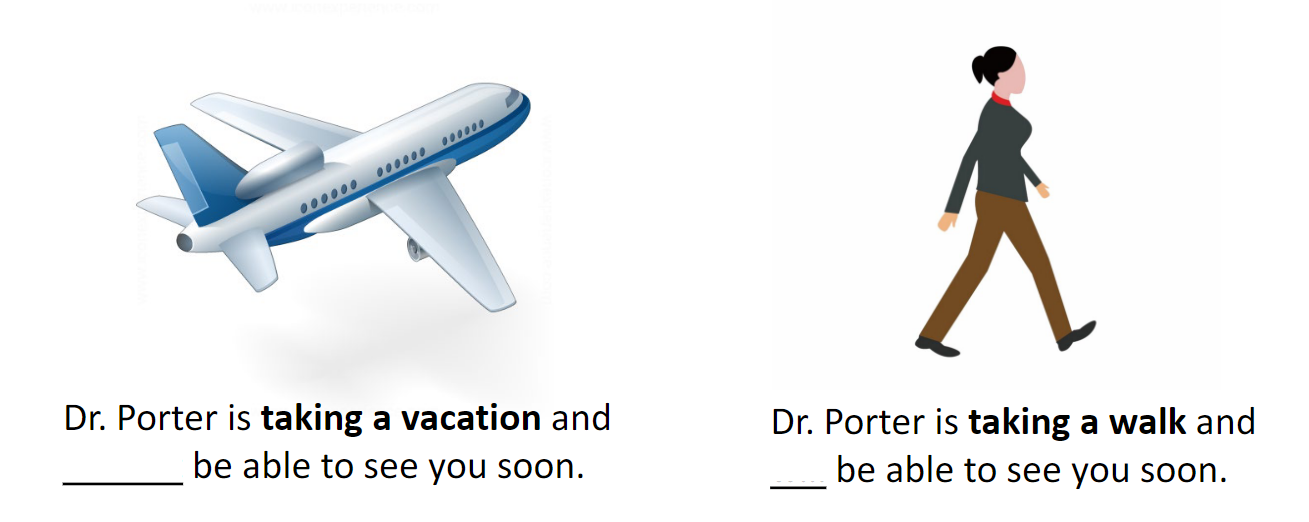 Dr. Porter is taking a vacation and
_______ be able to see you soon.
Dr. Porter is taking a walk and
___ be able to see you soon.